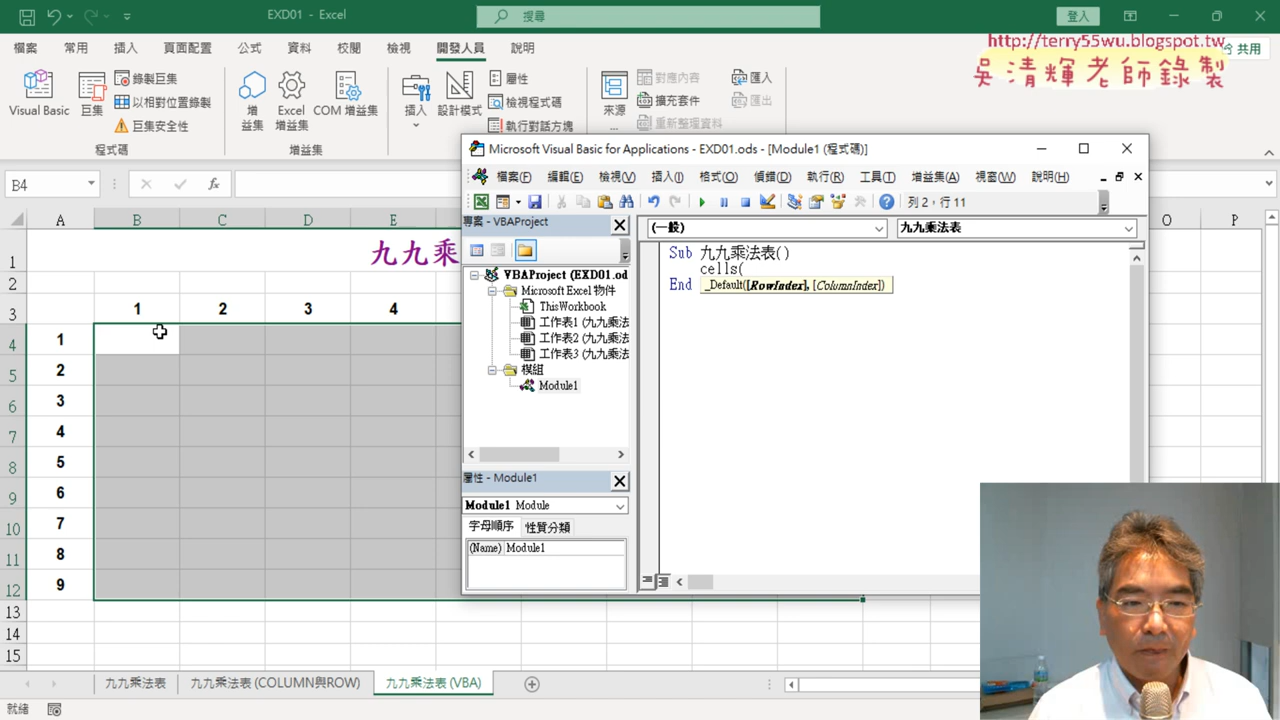 EXD01 - Excel
搜尋
登入
http://terry55wu.blogspot.tw
吳清輝老師錄製
檔案 常用 插入 頁面配置 公式 資料 校閱 檢視 開發人員 說明
共用
Visual Basic
巨集
錄製巨集
以相對位置錄製
巨集安全性
程式碼
增益集
Excel 增益集
COM 增益集
增益集
插入
設計模式
屬性
檢視程式碼
執行對話方塊
來源
對應內容
擴充套件
重新整理資料
匯入
匯出
B4
fx
A B C D E O P
1 九九乘
2
3 1 2 3 4
4 1
5 2
6 3
7 4
8 5
9 6
10 7
11 8
12 9
13
14
15
Microsoft Visual Basic for Applications - EXD01.ods - [Module1 (程式碼)]
檔案(F) 編輯(E) 檢視(V) 插入(I) 格式(O) 偵錯(D) 執行(R) 工具(T) 增益集(A) 視窗(W) 說明(H)
列 2，行 11
專案 - VBAProject
VBAProject (EXD01.od
Microsoft Excel 物件
ThisWorkbook
工作表1 (九九乘法
工作表2 (九九乘法
工作表3 (九九乘法
模組
Module1
屬性 - Module1
Module1 Module
字母順序 性質分類
(Name) Module1
(一般)
九九乘法表
Sub 九九乘法表()
cells(
End
_Default([RowIndex], [ColumnIndex])
九九乘法表 九九乘法表 (COLUMN與ROW) 九九乘法表 (VBA)
就緒